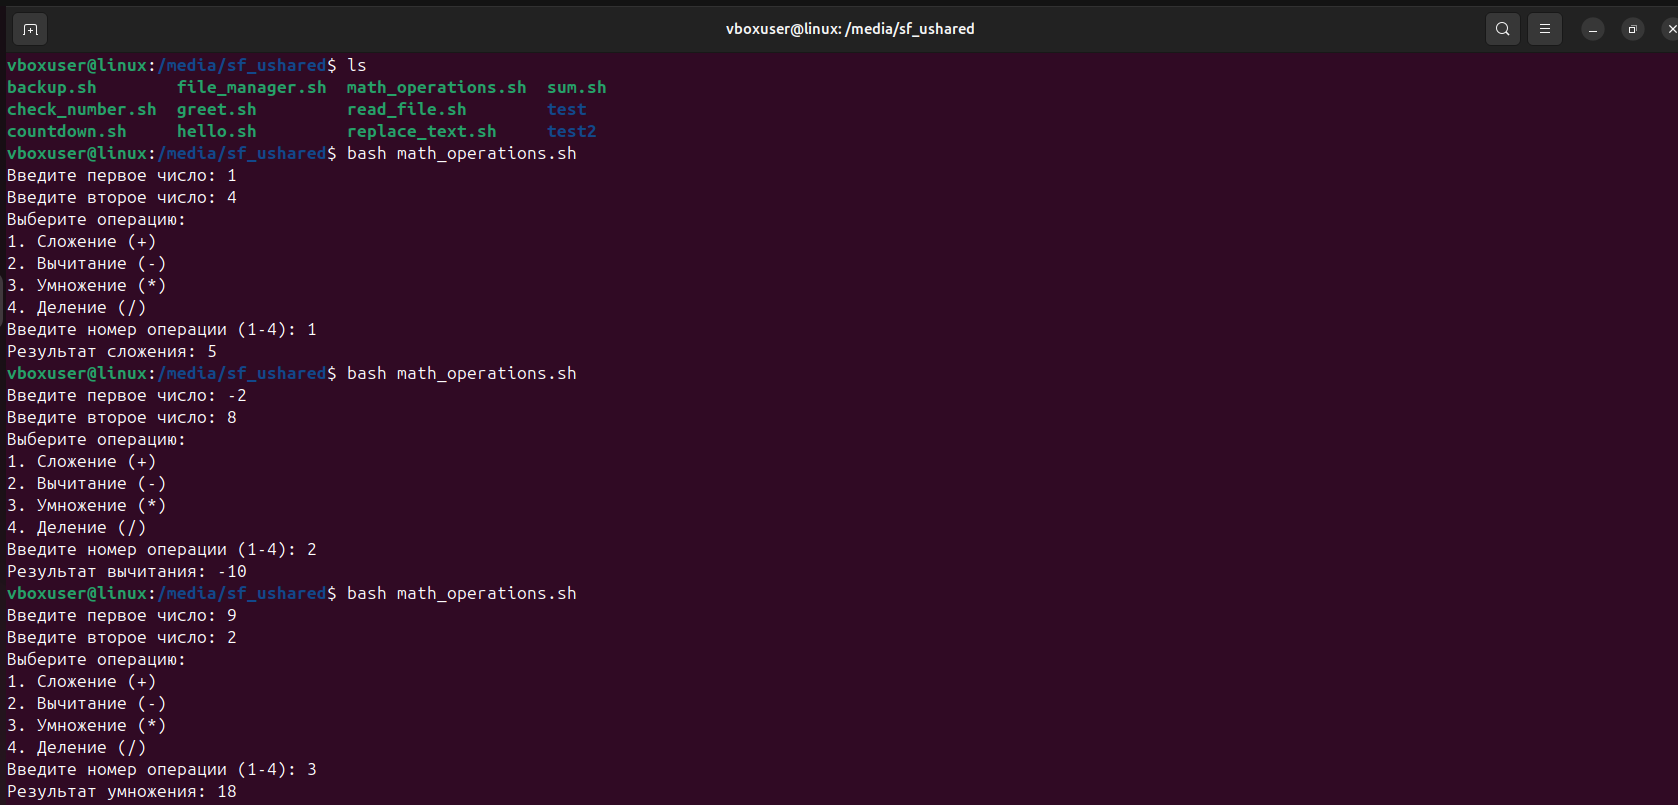 vboxuser@linux: /media/sf_ushared
vboxuser@linux:/media/sf_ushared$ ls
backup.sh        file_manager.sh  math_operations.sh  sum.sh
check_number.sh  greet.sh         read_file.sh        test
countdown.sh     hello.sh         replace_text.sh     test2
vboxuser@linux:/media/sf_ushared$ bash math_operations.sh
Введите первое число: 1
Введите второе число: 4
Выберите операцию:
1. Сложение (+)
2. Вычитание (-)
3. Умножение (*)
4. Деление (/)
Введите номер операции (1-4): 1
Результат сложения: 5
vboxuser@linux:/media/sf_ushared$ bash math_operations.sh
Введите первое число: -2
Введите второе число: 8
Выберите операцию:
1. Сложение (+)
2. Вычитание (-)
3. Умножение (*)
4. Деление (/)
Введите номер операции (1-4): 2
Результат вычитания: -10
vboxuser@linux:/media/sf_ushared$ bash math_operations.sh
Введите первое число: 9
Введите второе число: 2
Выберите операцию:
1. Сложение (+)
2. Вычитание (-)
3. Умножение (*)
4. Деление (/)
Введите номер операции (1-4): 3
Результат умножения: 18